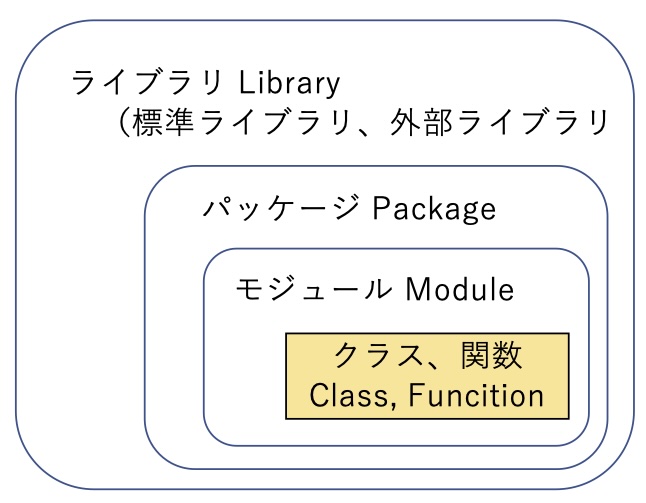 ライブラリ Library
（標準ライブラリ、外部ライブラリ
パッケージ Package
モジュール Module
クラス、関数
Class, Funcition